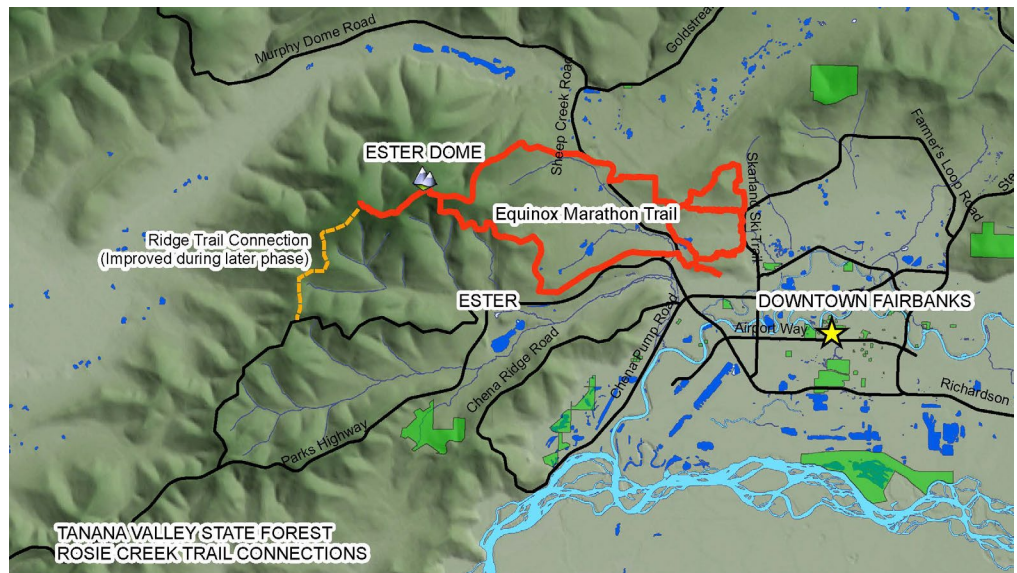 Murphy Dome Road
Goldstrea
Sheep Creek Road
ESTER DOME
Farmer's Loop Road
Skarland Ski Trail
Ste
Equinox Marathon Trail
Ridge Trail Connection
(Improved during later phase)
ESTER
DOWNTOWN FAIRBANKS
Airport Way
Chena Pump Road
Chena Ridge Road
Richardson
Parks Highway
TANANA VALLEY STATE FOREST
ROSIE CREEK TRAIL CONNECTIONS